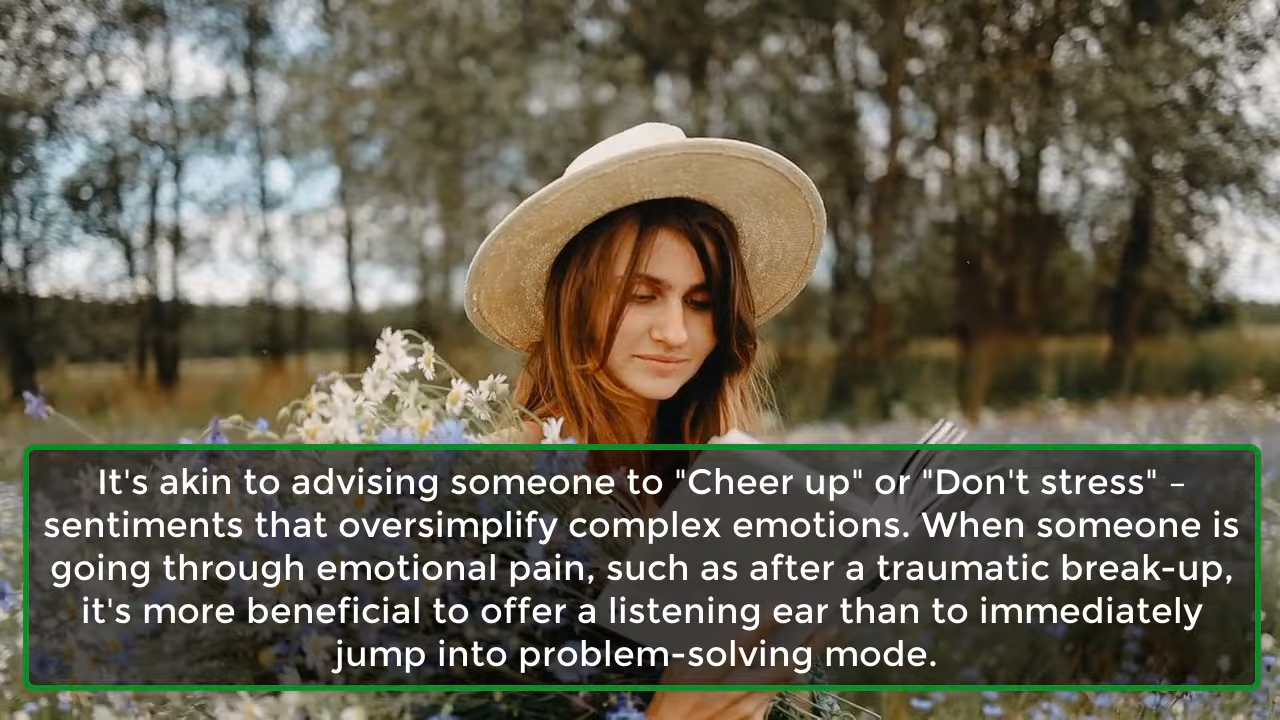 It's akin to advising someone to "Cheer up" or "Don't stress" –
sentiments that oversimplify complex emotions. When someone is
going through emotional pain, such as after a traumatic break-up,
it's more beneficial to offer a listening ear than to immediately
jump into problem-solving mode.